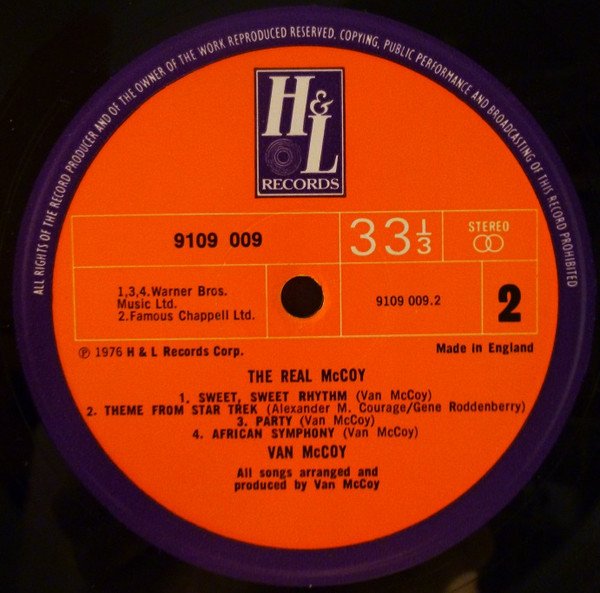 ALL RIGHTS OF THE RECORD PRODUCER AND OF THE OWNER OF THE WORK REPRODUCED RESERVED. COPYING, PUBLIC PERFORMANCE AND BROADCASTING OF THIS RECORD PROHIBITED
H&L
RECORDS
9109 009
33 1/3
STEREO
1,3,4.Warner Bros.
Music Ltd.
2.Famous Chappell Ltd.
9109 009.2
2
℗ 1976 H & L Records Corp.
Made in England
THE REAL McCOY
1. SWEET, SWEET RHYTHM (Van McCoy)
2. THEME FROM STAR TREK (Alexander M. Courage/Gene Roddenberry)
3. PARTY (Van McCoy)
4. AFRICAN SYMPHONY (Van McCoy)
VAN McCOY
All songs arranged and
produced by Van McCoy